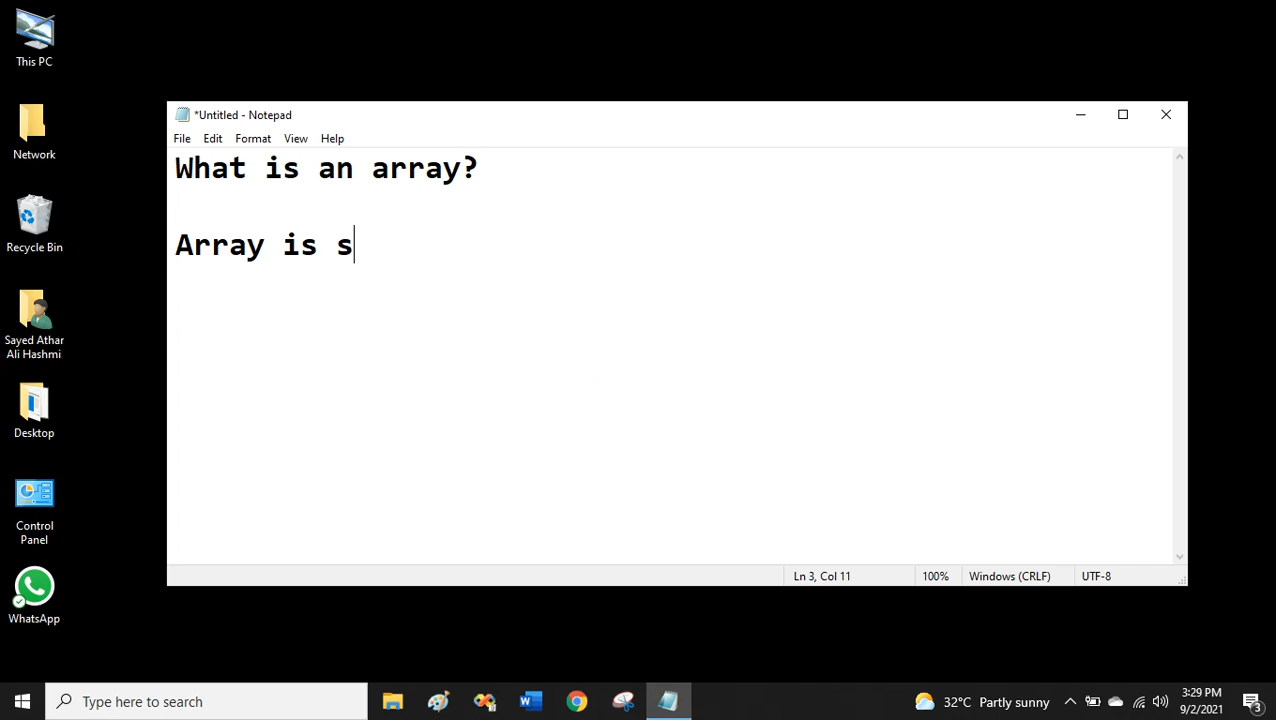 This PC
*Untitled - Notepad
File Edit Format View Help
What is an array?
Array is s
Network
Recycle Bin
Sayed Athar
Ali Hashmi
Desktop
Control
Panel
WhatsApp
Ln 3, Col 11 100% Windows (CRLF) UTF-8
Type here to search
32°C Partly sunny
3:29 PM
9/2/2021
3